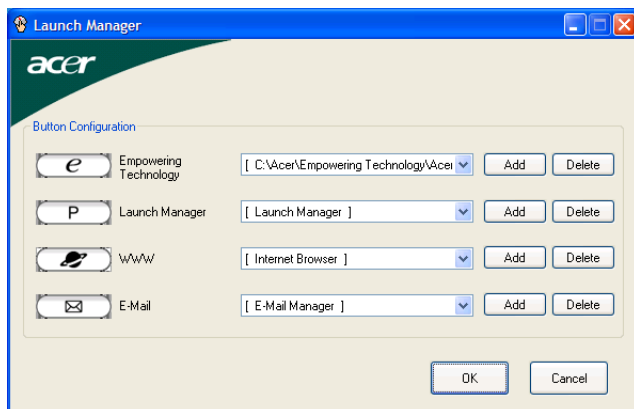 Launch Manager
acer
Button Configuration
e Empowering Technology [ C:\Acer\Empowering Technology\Acer Add Delete
P Launch Manager [ Launch Manager ] Add Delete
WWW [ Internet Browser ] Add Delete
E-Mail [ E-Mail Manager ] Add Delete
OK Cancel